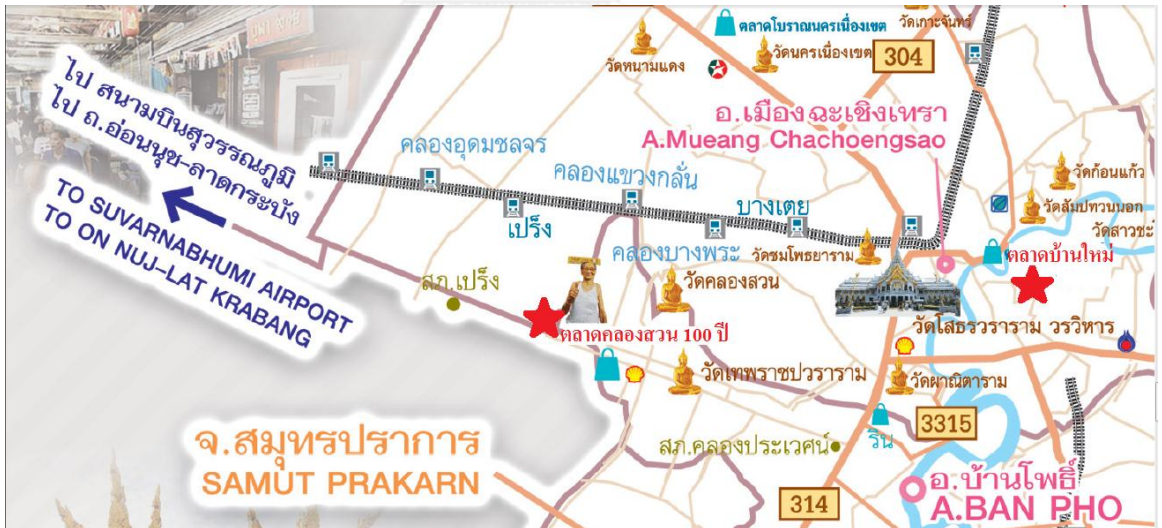 ตลาดโบราณนครเนื่องเขต
วัดเกาะจันทร์
วัดหนามแดง
วัดนครเนื่องเขต
304
ไป สนามบินสุวรรณภูมิ
ไป ถ.อ่อนนุช-ลาดกระบัง
TO SUVARNABHUMI AIRPORT
TO ON NUJ-LAT KRABANG
อ.เมืองฉะเชิงเทรา
A.Mueang Chachoengsao
คลองอุดมชลจร
คลองแขวงกลั่น
เปร็ง
บางเตย
คลองบางพระ
วัดชมโพธยาราม
วัดก้อนแก้ว
วัดสัมปทวนนอก
วัดสาวชะ
ตลาดบ้านใหม่
สภ.เปร็ง
วัดคลองสวน
ตลาดคลองสวน 100 ปี
วัดโสธรวราราม วรวิหาร
วัดเทพราชปวราราม
วัดผาณิตาราม
3315
จ.สมุทรปราการ
SAMUT PRAKARN
สภ.คลองประเวศน์
ริน
314
อ.บ้านโพธิ์
A.BAN PHO